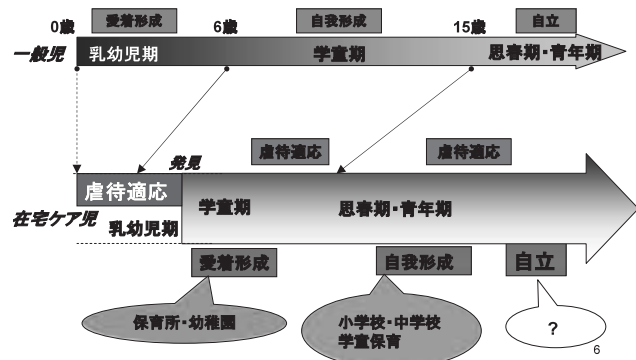 愛着形成
自我形成
自立
0歳
6歳
15歳
一般児
乳幼児期
学童期
思春期・青年期
発見
虐待適応
虐待適応
虐待適応
在宅ケア児
乳幼児期
学童期
思春期・青年期
愛着形成
自我形成
自立
保育所・幼稚園
小学校・中学校
学童保育
?
6